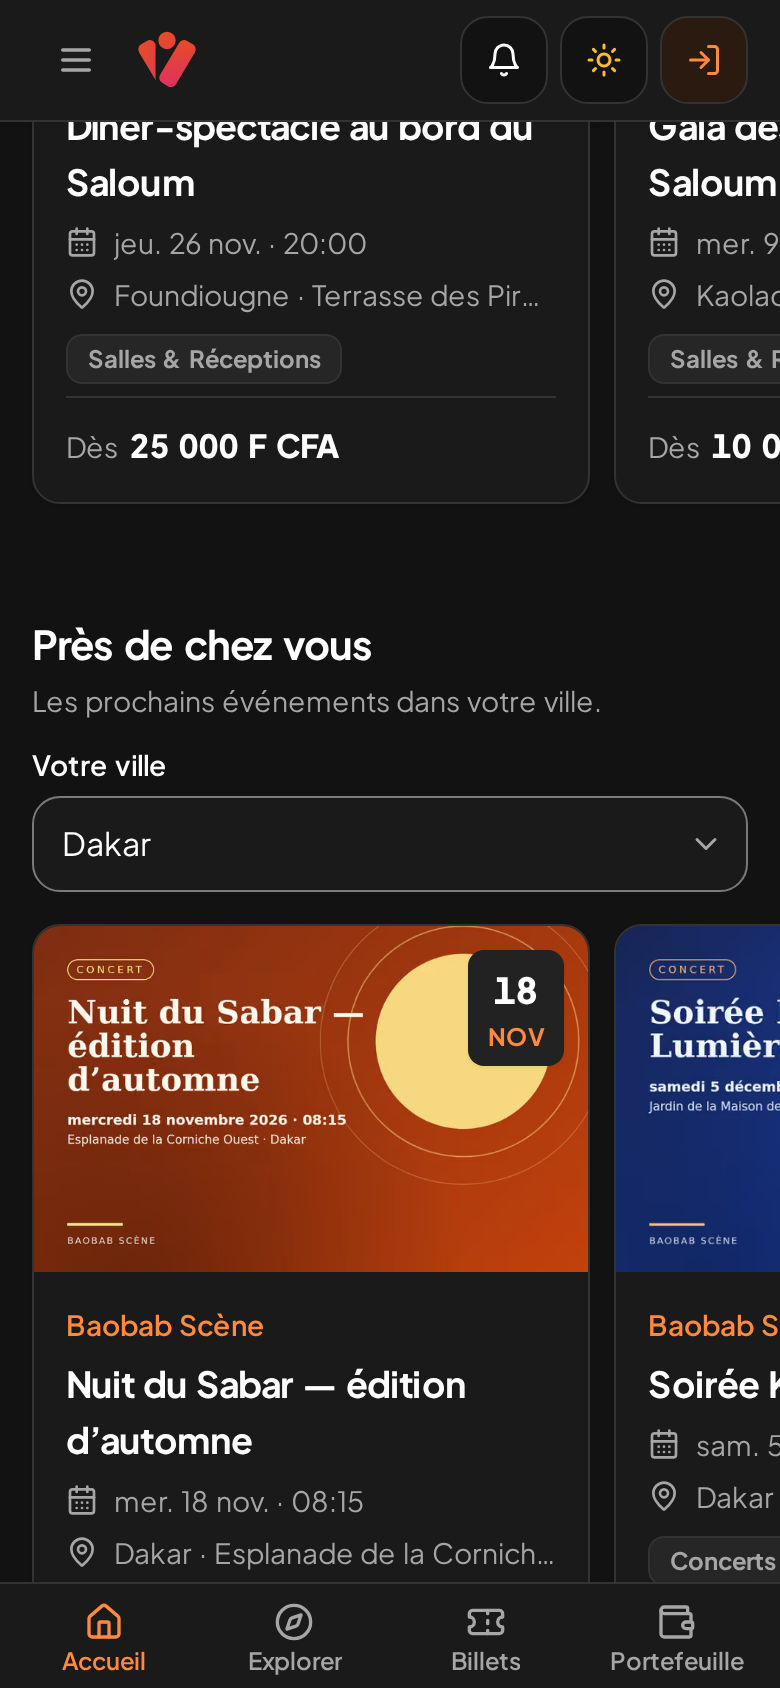 Dîner-spectacle au bord du
Saloum
jeu. 26 nov. · 20:00
Foundiougne · Terrasse des Pir…
Salles & Réceptions
Dès 25 000 F CFA
Gala de
Saloum
mer. 9
Kaolac
Salles & R
Dès 10 0
Près de chez vous
Les prochains événements dans votre ville.
Votre ville
Dakar
CONCERT
Nuit du Sabar —
édition
d’automne
mercredi 18 novembre 2026 · 08:15
Esplanade de la Corniche Ouest · Dakar
BAOBAB SCÈNE
18
NOV
Baobab Scène
Nuit du Sabar — édition
d’automne
mer. 18 nov. · 08:15
Dakar · Esplanade de la Cornich…
CONCERT
Soirée
Lumièr
samedi 5 décemb
Jardin de la Maison de
BAOBAB SCÈNE
Baobab S
Soirée K
sam. 5
Dakar
Concerts
Accueil
Explorer
Billets
Portefeuille